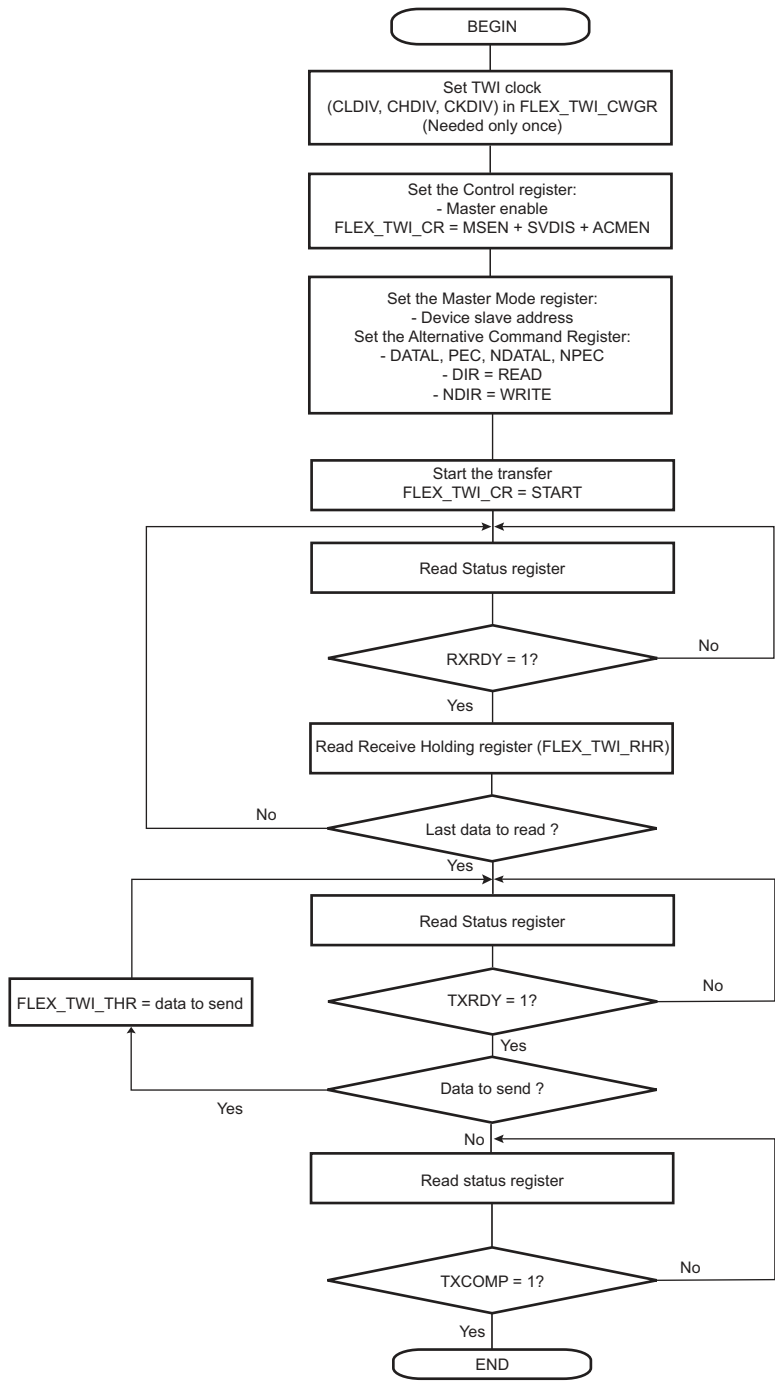 BEGIN
Set TWI clock
(CLDIV, CHDIV, CKDIV) in FLEX_TWI_CWGR
(Needed only once)
Set the Control register:
- Master enable
FLEX_TWI_CR = MSEN + SVDIS + ACMEN
Set the Master Mode register:
- Device slave address
Set the Alternative Command Register:
- DATAL, PEC, NDATAL, NPEC
- DIR = READ
- NDIR = WRITE
Start the transfer
FLEX_TWI_CR = START
Read Status register
RXRDY = 1?
No
Yes
Read Receive Holding register (FLEX_TWI_RHR)
No
Last data to read ?
Yes
Read Status register
FLEX_TWI_THR = data to send
TXRDY = 1?
No
Yes
Data to send ?
Yes
No
Read status register
TXCOMP = 1?
No
Yes
END